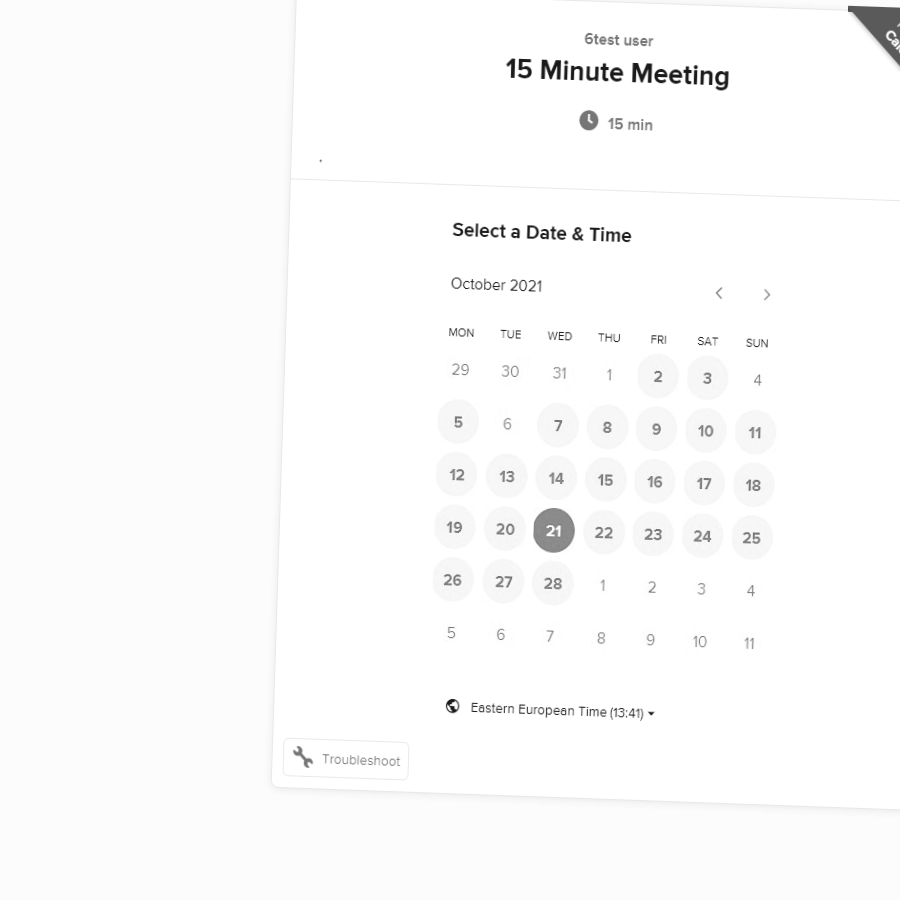 6test user
15 Minute Meeting
15 min
Select a Date & Time
October 2021
MON TUE WED THU FRI SAT SUN
29 30 31 1 2 3 4
5 6 7 8 9 10 11
12 13 14 15 16 17 18
19 20 21 22 23 24 25
26 27 28 1 2 3 4
5 6 7 8 9 10 11
Eastern European Time (13:41)
Troubleshoot